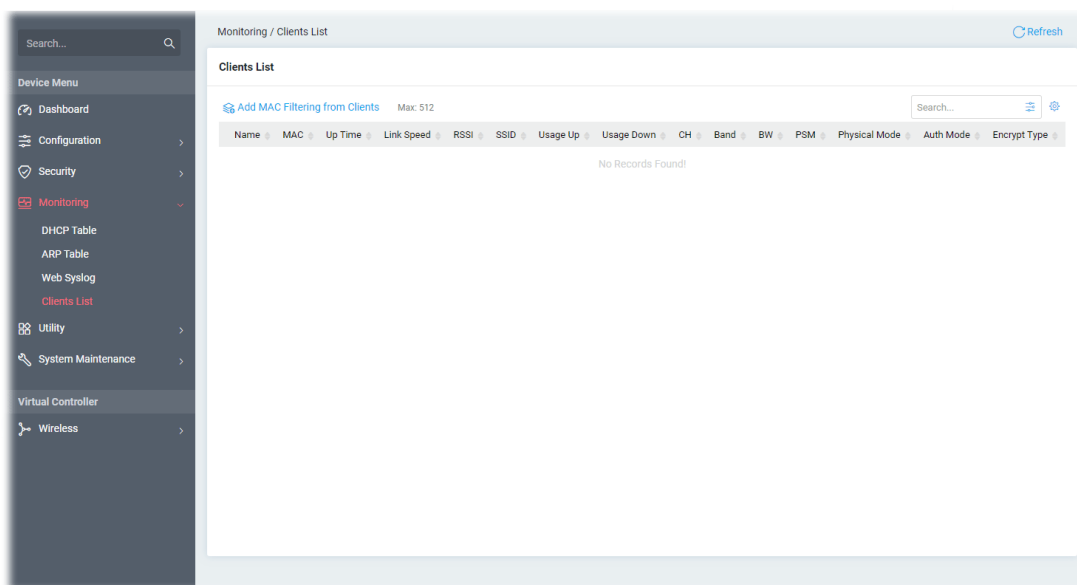 Search...
Device Menu
Dashboard
Configuration
Security
Monitoring
DHCP Table
ARP Table
Web Syslog
Clients List
Utility
System Maintenance
Virtual Controller
Wireless
Monitoring / Clients List Refresh
Clients List
Add MAC Filtering from Clients Max: 512 Search...
Name MAC Up Time Link Speed RSSI SSID Usage Up Usage Down CH Band BW PSM Physical Mode Auth Mode Encrypt Type
No Records Found!